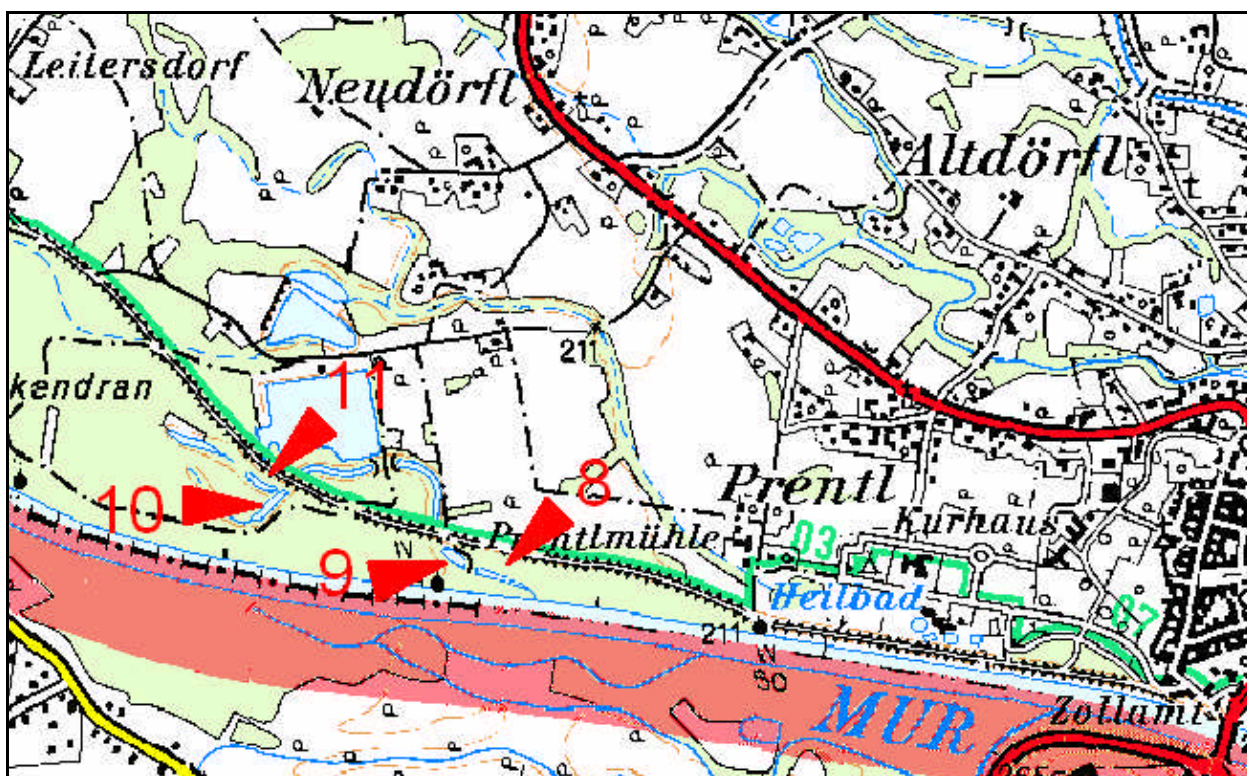 Leitersdorf
Neudörfl
Altdörfl
211
kendran
11
8
Prentl
10
Kurhaus
W
Prentlmühle
03
9
Heilbad
07
211
W
SO
MUR
Zollamt